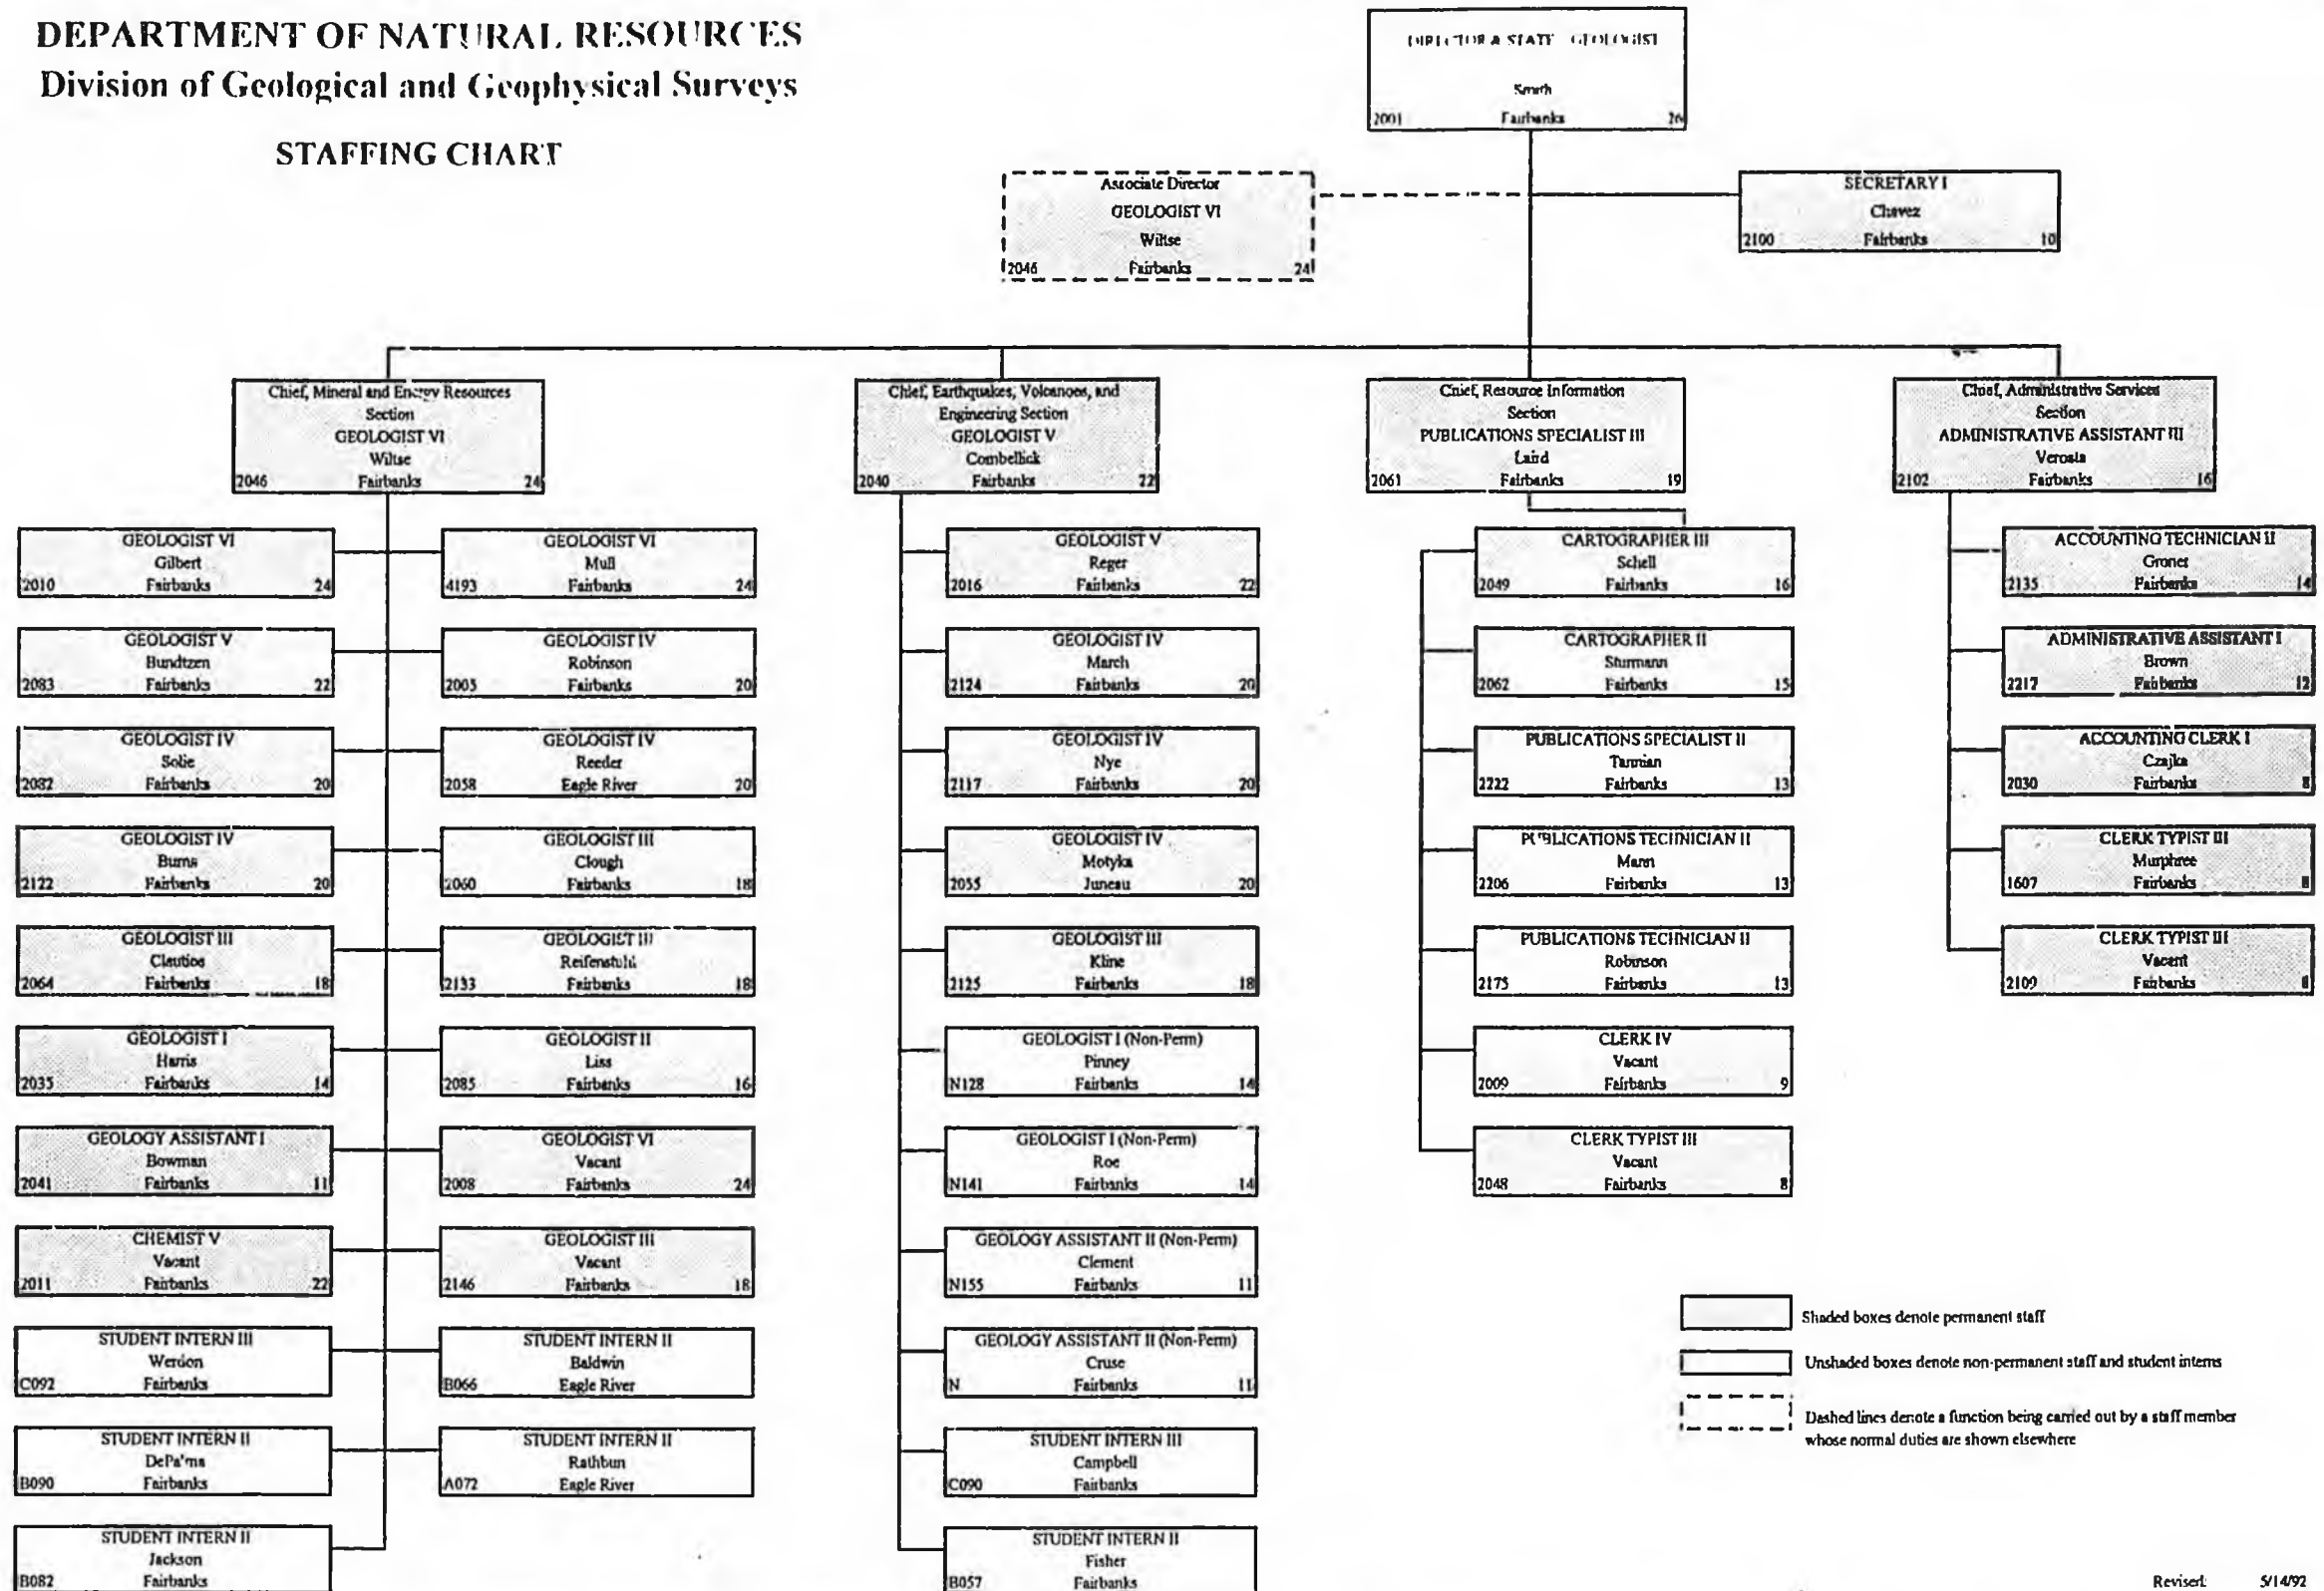 DEPARTMENT OF NATURAL RESOURCES
Division of Geological and Geophysical Surveys
STAFFING CHART
DIRECTOR & STATE GEOLOGIST
Smith
2001 Fairbanks 26
Associate Director
GEOLOGIST VI
Wiltse
2046 Fairbanks 24
SECRETARY I
Chavez
2100 Fairbanks 10
Chief, Mineral and Energy Resources
Section
GEOLOGIST VI
Wiltse
2046 Fairbanks 24
GEOLOGIST VI
Gilbert
2010 Fairbanks 24
GEOLOGIST VI
Mull
4193 Fairbanks 24
GEOLOGIST V
Bundtzen
2083 Fairbanks 22
GEOLOGIST IV
Robinson
2005 Fairbanks 20
GEOLOGIST IV
Solie
2082 Fairbanks 20
GEOLOGIST IV
Reeder
2058 Eagle River 20
GEOLOGIST IV
Burns
2122 Fairbanks 20
GEOLOGIST III
Clough
2060 Fairbanks 18
GEOLOGIST III
Clautice
2064 Fairbanks 18
GEOLOGIST III
Reifenstuhl
2133 Fairbanks 18
GEOLOGIST I
Harris
2035 Fairbanks 14
GEOLOGIST II
Liss
2085 Fairbanks 16
GEOLOGY ASSISTANT I
Bowman
2041 Fairbanks 11
GEOLOGIST VI
Vacant
2008 Fairbanks 24
CHEMIST V
Vacant
2011 Fairbanks 22
GEOLOGIST III
Vacant
2146 Fairbanks 18
STUDENT INTERN III
Werdon
C092 Fairbanks
STUDENT INTERN II
Baldwin
B066 Eagle River
STUDENT INTERN II
DePa'ma
B090 Fairbanks
STUDENT INTERN II
Rathbun
A072 Eagle River
STUDENT INTERN II
Jackson
B082 Fairbanks
Chief, Earthquakes, Volcanoes, and
Engineering Section
GEOLOGIST V
Combellick
2040 Fairbanks 22
GEOLOGIST V
Reger
2016 Fairbanks 22
GEOLOGIST IV
March
2124 Fairbanks 20
GEOLOGIST IV
Nye
2117 Fairbanks 20
GEOLOGIST IV
Motyka
2055 Juneau 20
GEOLOGIST III
Kline
2125 Fairbanks 18
GEOLOGIST I (Non-Perm)
Pinney
N128 Fairbanks 14
GEOLOGIST I (Non-Perm)
Roe
N141 Fairbanks 14
GEOLOGY ASSISTANT II (Non-Perm)
Clement
N155 Fairbanks 11
GEOLOGY ASSISTANT II (Non-Perm)
Cruse
N Fairbanks 11
STUDENT INTERN III
Campbell
C090 Fairbanks
STUDENT INTERN II
Fisher
B057 Fairbanks
Chief, Resource Information
Section
PUBLICATIONS SPECIALIST III
Laird
2061 Fairbanks 19
CARTOGRAPHER III
Schell
2049 Fairbanks 16
CARTOGRAPHER II
Sturmann
2062 Fairbanks 15
PUBLICATIONS SPECIALIST II
Tannian
2222 Fairbanks 13
PUBLICATIONS TECHNICIAN II
Mann
2206 Fairbanks 13
PUBLICATIONS TECHNICIAN II
Robinson
2175 Fairbanks 13
CLERK IV
Vacant
2009 Fairbanks 9
CLERK TYPIST III
Vacant
2048 Fairbanks 8
Chief, Administrative Services
Section
ADMINISTRATIVE ASSISTANT III
Verosta
2102 Fairbanks 16
ACCOUNTING TECHNICIAN II
Groner
2135 Fairbanks 14
ADMINISTRATIVE ASSISTANT I
Brown
2217 Fairbanks 12
ACCOUNTING CLERK I
Czajka
2030 Fairbanks 8
CLERK TYPIST III
Murphree
1607 Fairbanks 8
CLERK TYPIST III
Vacant
2109 Fairbanks 8
Shaded boxes denote permanent staff
Unshaded boxes denote non-permanent staff and student interns
Dashed lines denote a function being carried out by a staff member
whose normal duties are shown elsewhere
Revised: 5/14/92